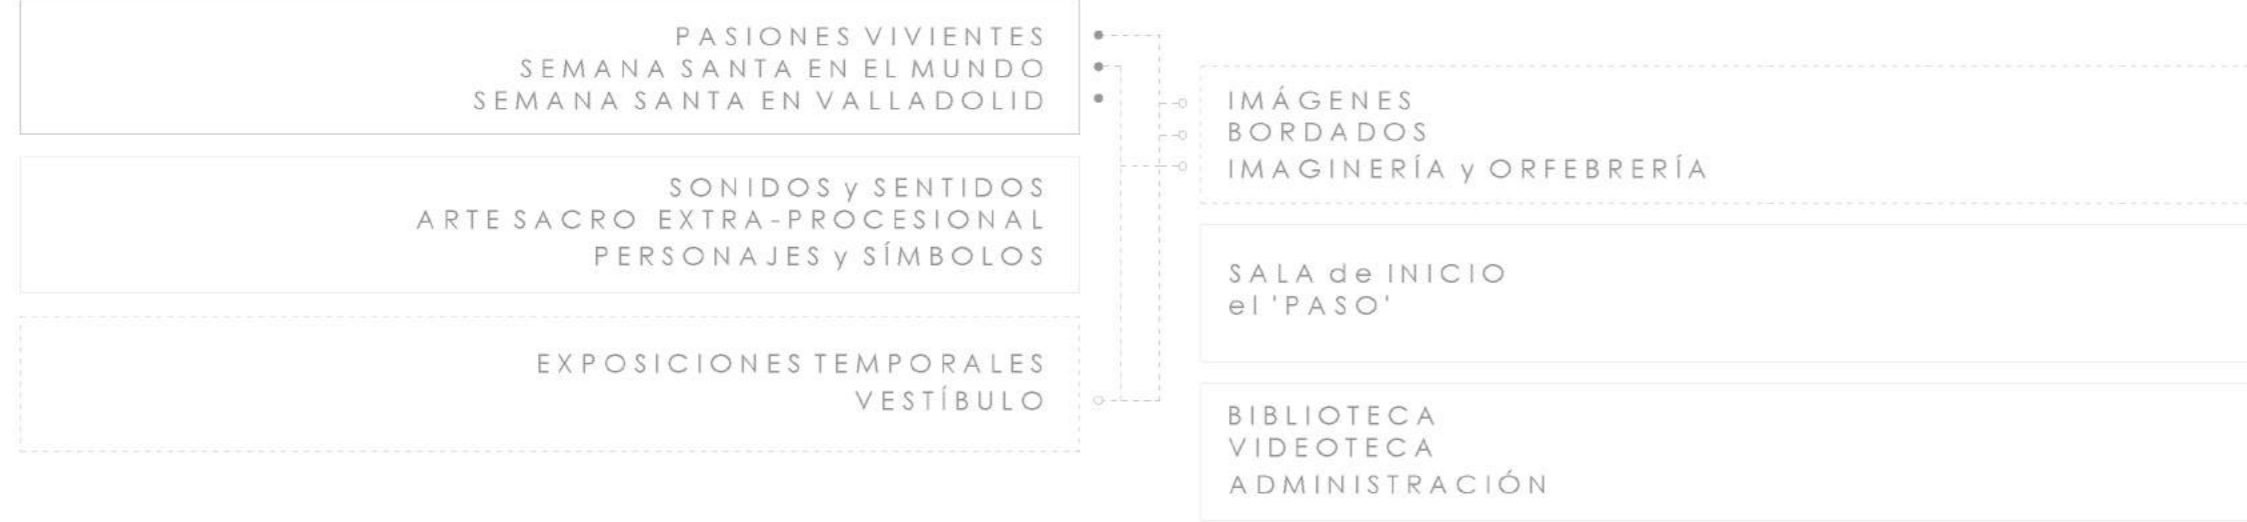 PASIONES VIVIENTES
SEMANA SANTA EN EL MUNDO
SEMANA SANTA EN VALLADOLID
SONIDOS y SENTIDOS
ARTE SACRO EXTRA-PROCESIONAL
PERSONAJES y SÍMBOLOS
EXPOSICIONES TEMPORALES
VESTÍBULO
IMÁGENES
BORDADOS
IMAGINERÍA y ORFEBRERÍA
SALA de INICIO
el 'PASO'
BIBLIOTECA
VIDEOTECA
ADMINISTRACIÓN